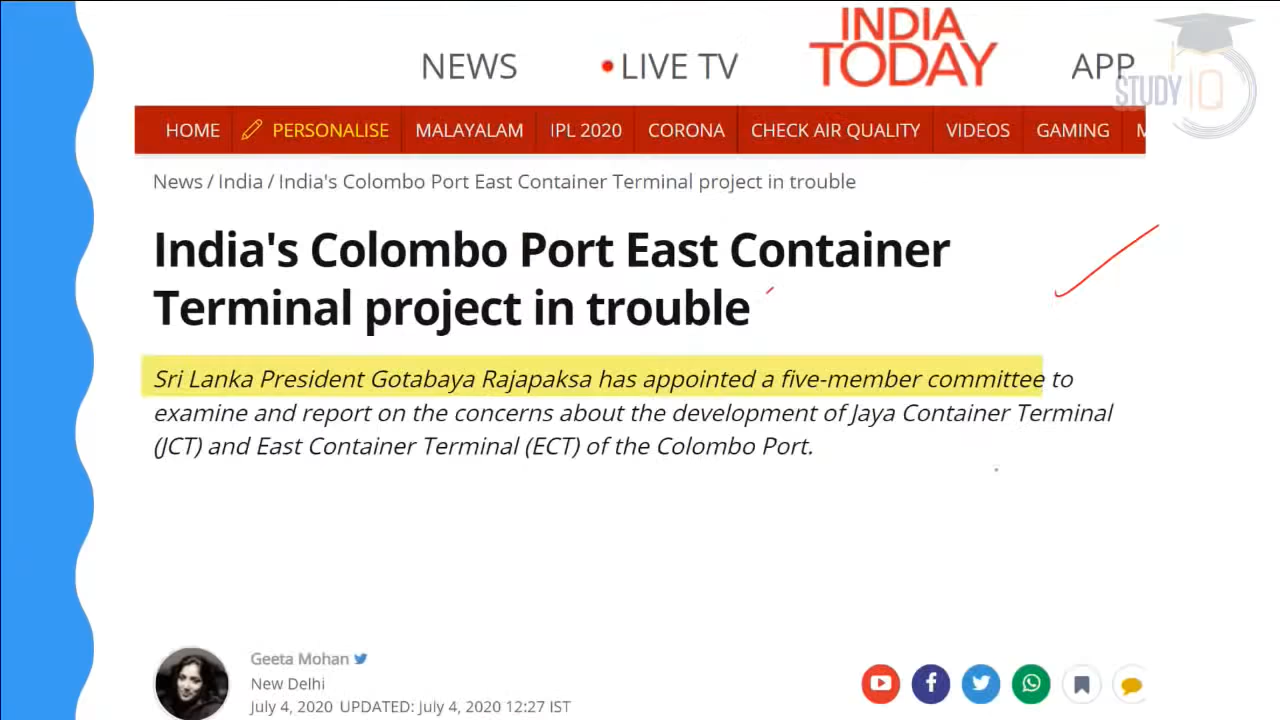 NEWS
LIVE TV
INDIA
TODAY
APP
STUDY IQ
HOME
PERSONALISE
MALAYALAM
IPL 2020
CORONA
CHECK AIR QUALITY
VIDEOS
GAMING
M
News / India / India's Colombo Port East Container Terminal project in trouble
India's Colombo Port East Container
Terminal project in trouble
Sri Lanka President Gotabaya Rajapaksa has appointed a five-member committee to
examine and report on the concerns about the development of Jaya Container Terminal
(JCT) and East Container Terminal (ECT) of the Colombo Port.
Geeta Mohan
New Delhi
July 4, 2020 UPDATED: July 4, 2020 12:27 IST